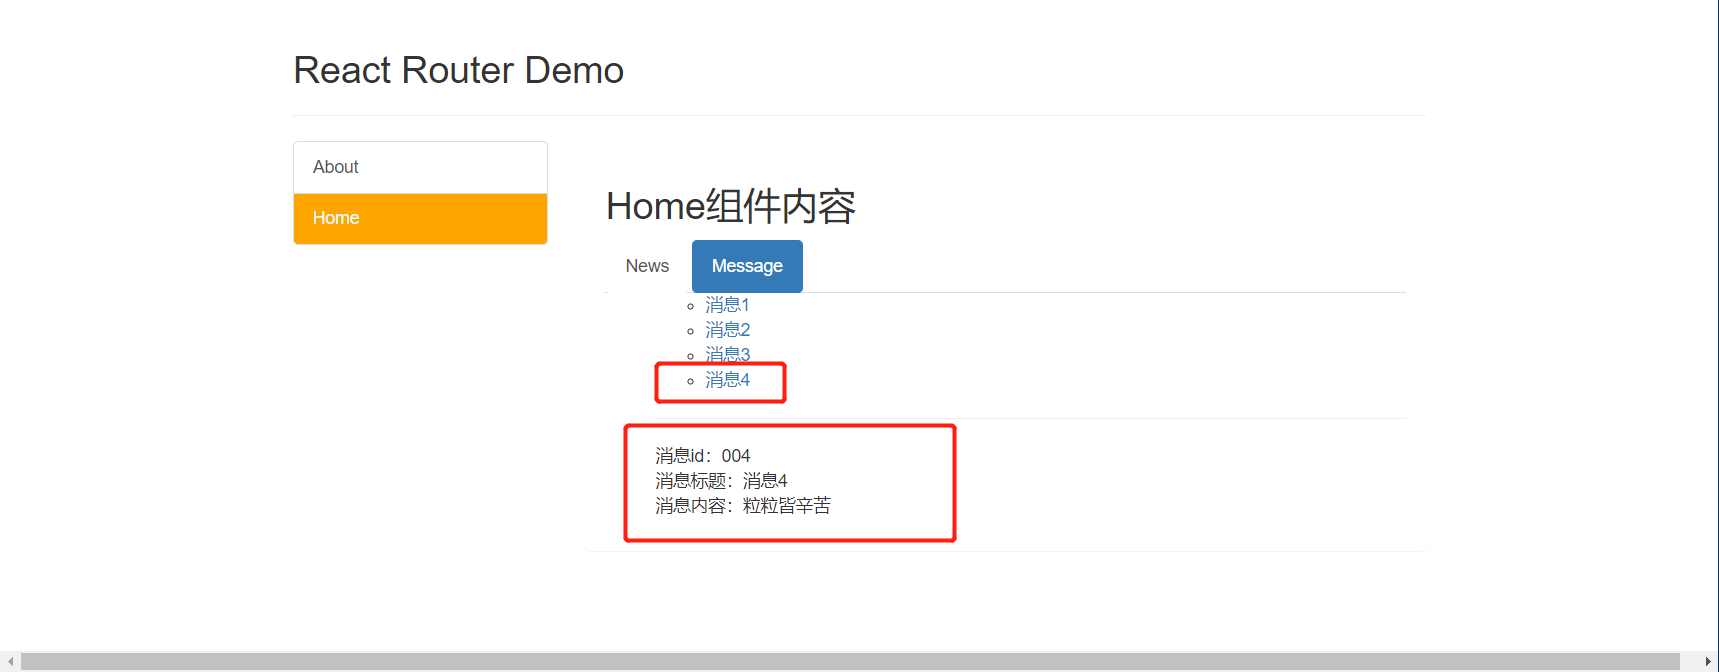 React Router Demo
About
Home
Home组件内容
News
Message
消息1
消息2
消息3
消息4
消息id：004
消息标题：消息4
消息内容：粒粒皆辛苦